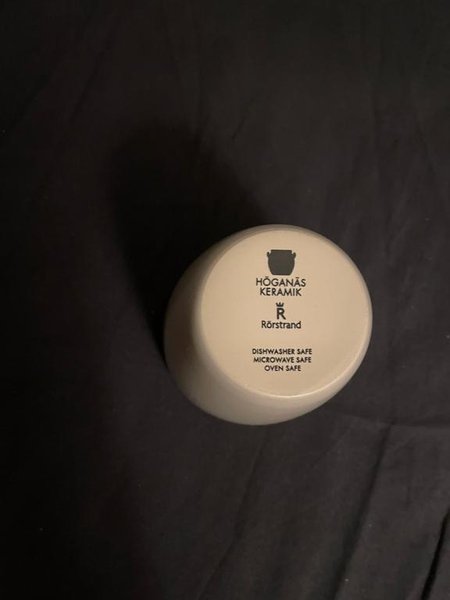 HÖGANÄS
KERAMIK
R
Rörstrand
DISHWASHER SAFE
MICROWAVE SAFE
OVEN SAFE